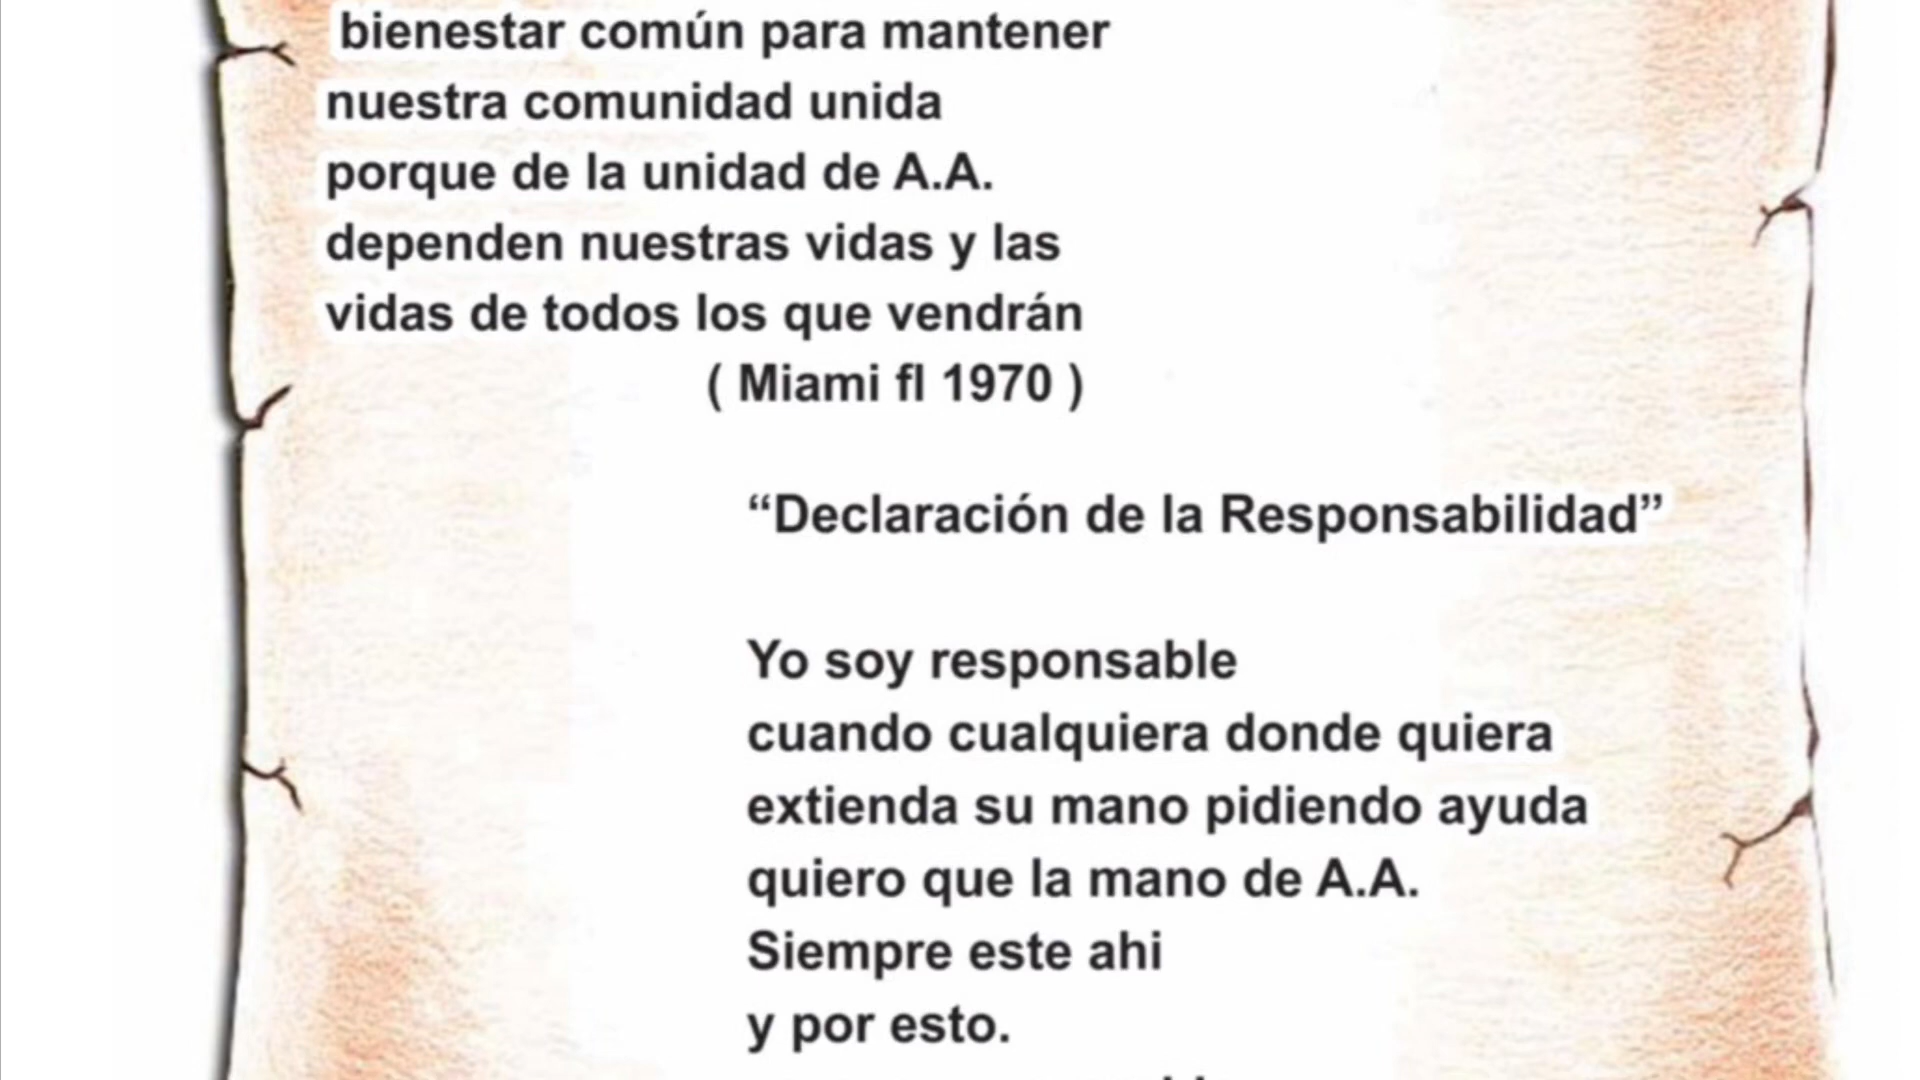 bienestar común para mantener
nuestra comunidad unida
porque de la unidad de A.A.
dependen nuestras vidas y las
vidas de todos los que vendrán
( Miami fl 1970 )
“Declaración de la Responsabilidad”
Yo soy responsable
cuando cualquiera donde quiera
extienda su mano pidiendo ayuda
quiero que la mano de A.A.
Siempre este ahi
y por esto.